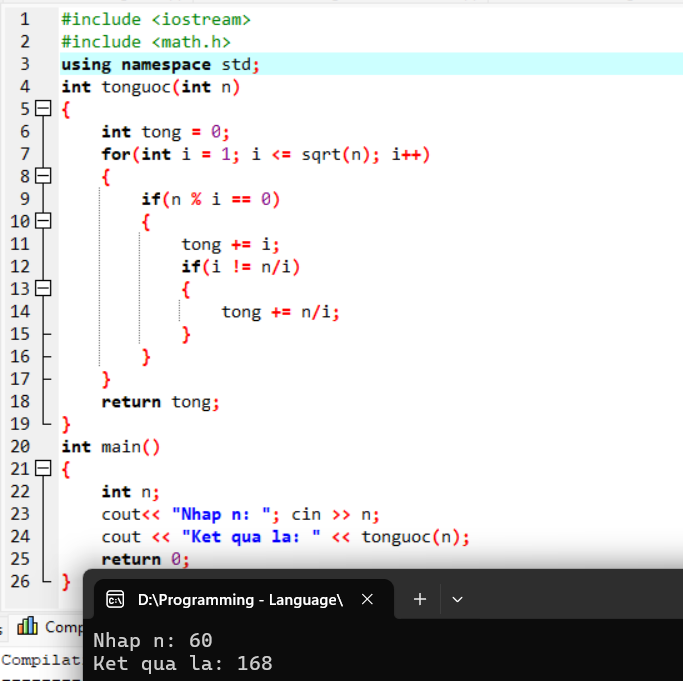 1 #include <iostream>
2 #include <math.h>
3 using namespace std;
4 int tonguoc(int n)
5 {
6 int tong = 0;
7 for(int i = 1; i <= sqrt(n); i++)
8 {
9 if(n % i == 0)
10 {
11 tong += i;
12 if(i != n/i)
13 {
14 tong += n/i;
15 }
16 }
17 }
18 return tong;
19 }
20 int main()
21 {
22 int n;
23 cout<< "Nhap n: "; cin >> n;
24 cout << "Ket qua la: " << tonguoc(n);
25 return 0;
26 }
D:\Programming - Language\
Comp
Nhap n: 60
Compilat
Ket qua la: 168